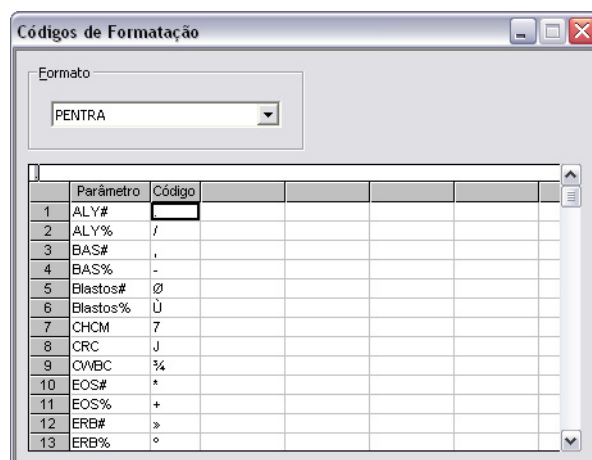 Códigos de Formatação
Formato
PENTRA
.
Parâmetro Código
1 ALY# .
2 ALY% /
3 BAS# ,
4 BAS% -
5 Blastos# Ø
6 Blastos% Ù
7 CHCM 7
8 CRC J
9 CWBC ¾
10 EOS# *
11 EOS% +
12 ERB# »
13 ERB% º